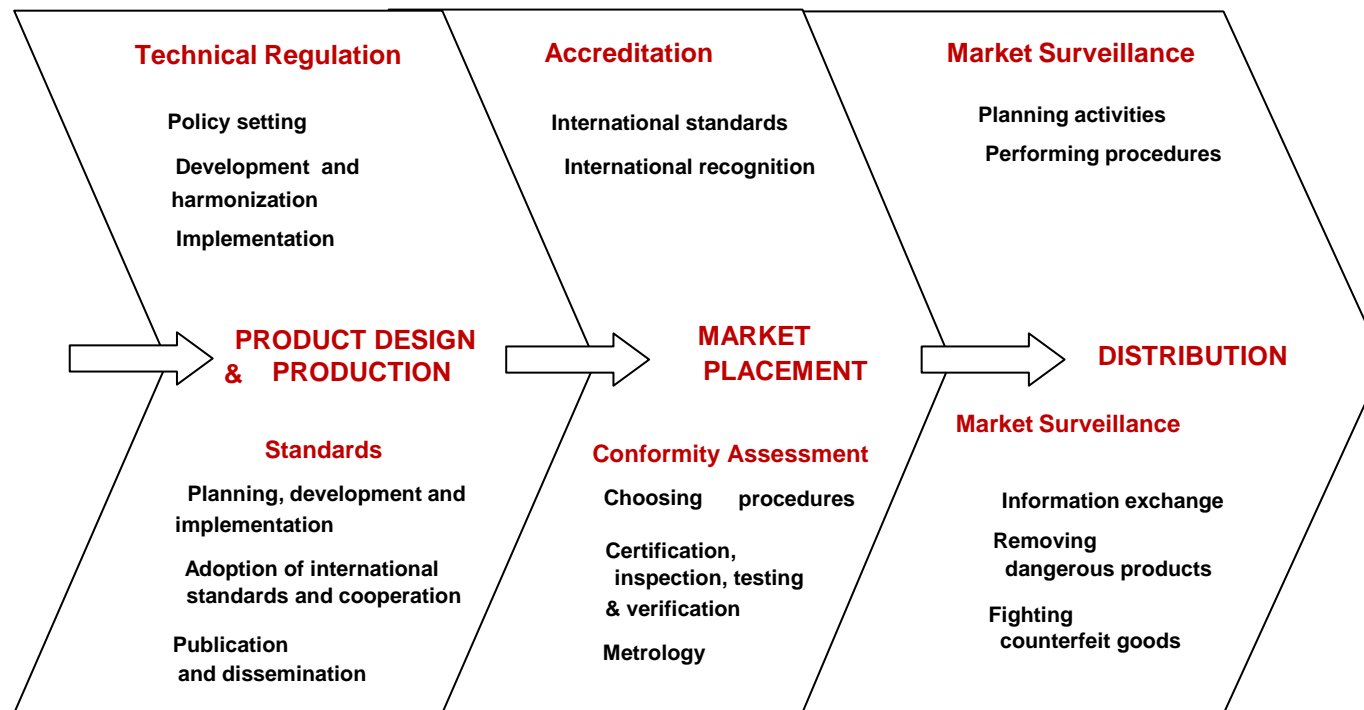 Technical Regulation
Policy setting
Development and
harmonization
Implementation
PRODUCT DESIGN
& PRODUCTION
Standards
Planning, development and
implementation
Adoption of international
standards and cooperation
Publication
and dissemination
Accreditation
International standards
International recognition
MARKET
PLACEMENT
Conformity Assessment
Choosing procedures
Certification,
inspection, testing
& verification
Metrology
Market Surveillance
Planning activities
Performing procedures
DISTRIBUTION
Market Surveillance
Information exchange
Removing
dangerous products
Fighting
counterfeit goods